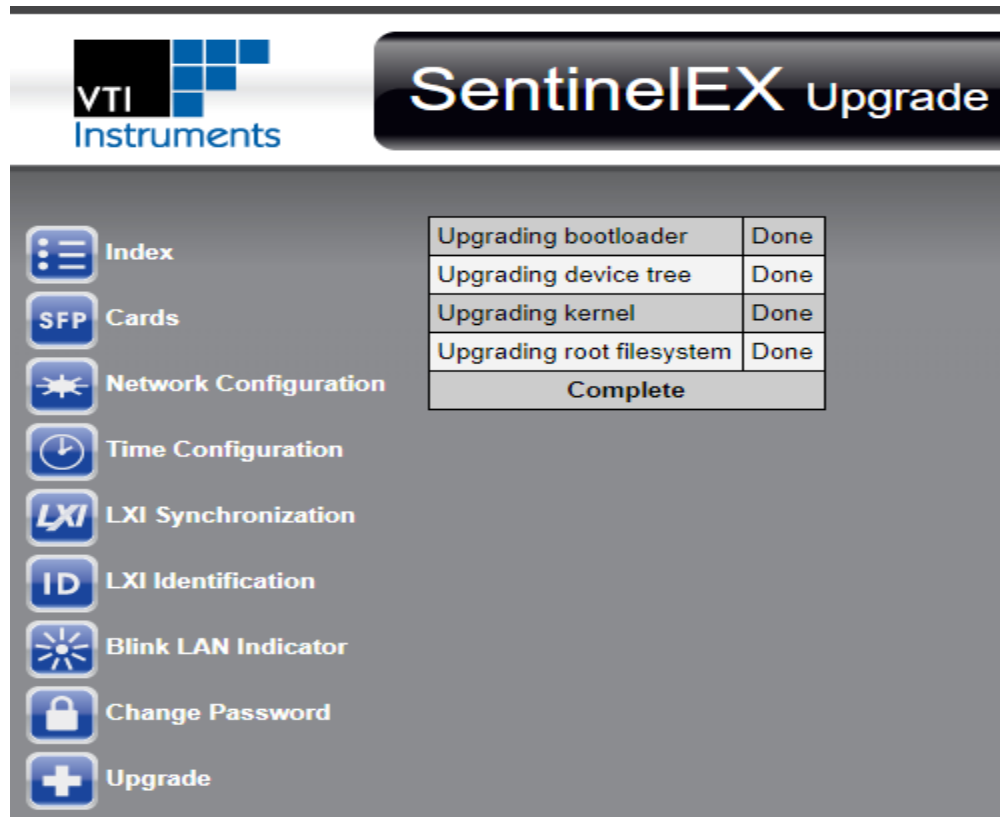 VTI
Instruments
SentinelEX Upgrade
Index
SFP Cards
Network Configuration
Time Configuration
LXI LXI Synchronization
ID LXI Identification
Blink LAN Indicator
Change Password
Upgrade
Upgrading bootloader Done
Upgrading device tree Done
Upgrading kernel Done
Upgrading root filesystem Done
Complete